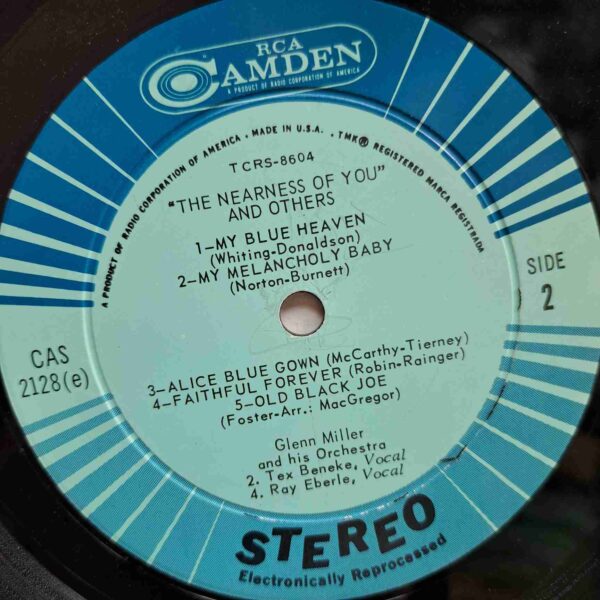 RCA
CAMDEN
A PRODUCT OF RADIO CORPORATION OF AMERICA
A PRODUCT OF RADIO CORPORATION OF AMERICA • MADE IN U.S.A. • TMK ® REGISTERED MARCA REGISTRADA
TCRS-8604
"THE NEARNESS OF YOU"
AND OTHERS
1–MY BLUE HEAVEN
(Whiting-Donaldson)
2–MY MELANCHOLY BABY
(Norton-Burnett)
SIDE
2
CAS
2128(e)
3–ALICE BLUE GOWN (McCarthy-Tierney)
4–FAITHFUL FOREVER (Robin-Rainger)
5–OLD BLACK JOE
(Foster-Arr.: MacGregor)
Glenn Miller
and his Orchestra
2. Tex Beneke, Vocal
4. Ray Eberle, Vocal
STEREO
Electronically Reprocessed